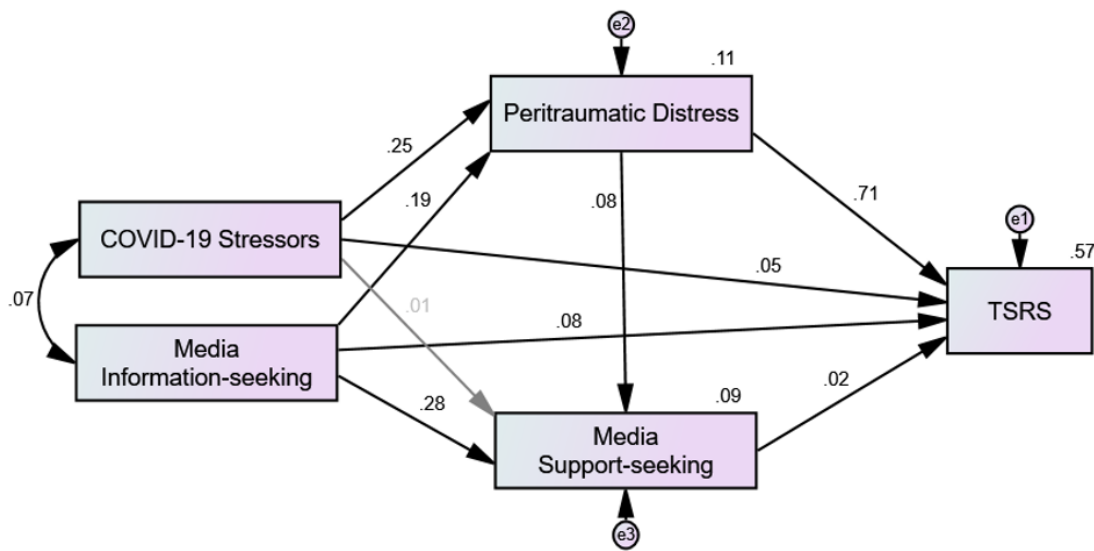 e2
.11
Peritraumatic Distress
.25
.19
.08
.71
e1
COVID-19 Stressors
.57
.05
TSRS
.07
.01
.08
Media
Information-seeking
.28
.02
.09
Media
Support-seeking
e3